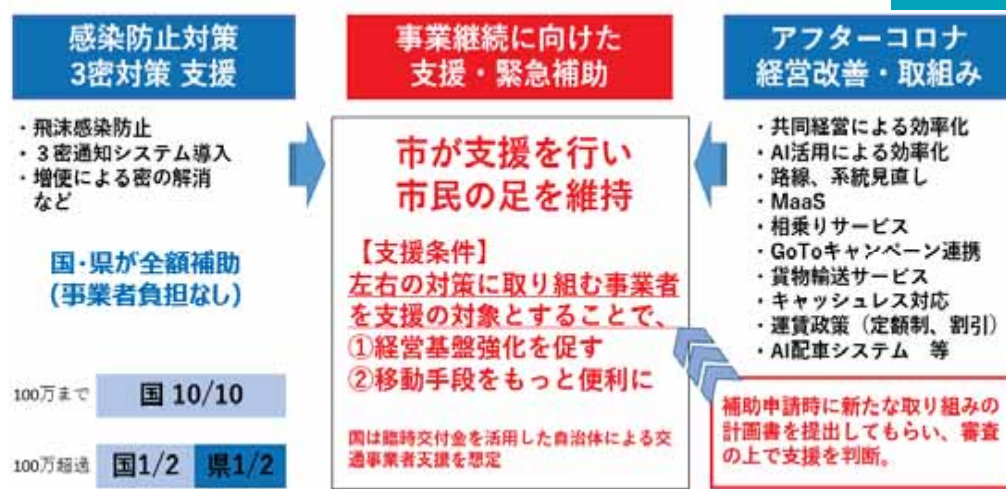 感染防止対策
3密対策 支援
・飛沫感染防止
・３密通知システム導入
・増便による密の解消
など
国・県が全額補助
(事業者負担なし)
100万まで 国 10/10
100万超過 国1/2 県1/2
事業継続に向けた
支援・緊急補助
市が支援を行い
市民の足を維持
【支援条件】
左右の対策に取り組む事業者
を支援の対象とすることで、
①経営基盤強化を促す
②移動手段をもっと便利に
国は臨時交付金を活用した自治体による交
通事業者支援を想定
アフターコロナ
経営改善・取組み
・共同経営による効率化
・AI活用による効率化
・路線、系統見直し
・MaaS
・相乗りサービス
・GoToキャンペーン連携
・貨物輸送サービス
・キャッシュレス対応
・運賃政策（定額制、割引）
・AI配車システム　等
補助申請時に新たな取り組みの
計画書を提出してもらい、審査
の上で支援を判断。